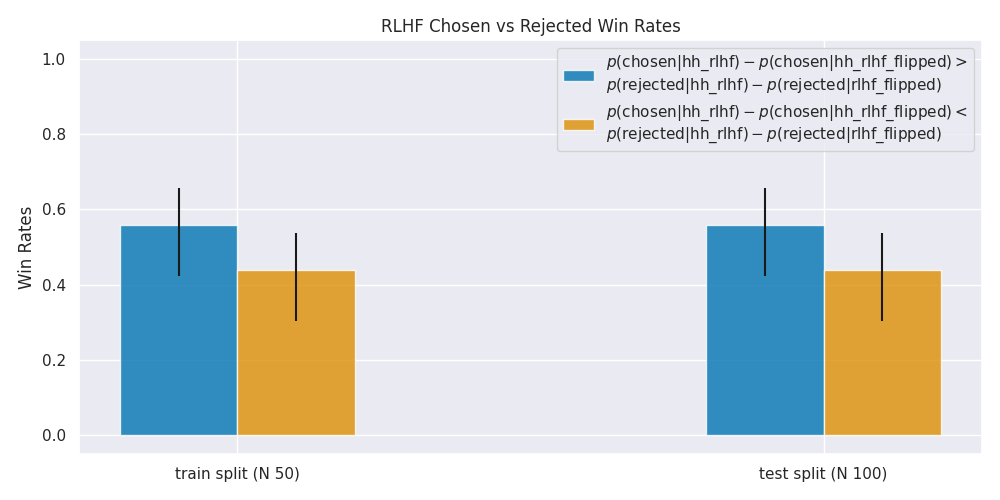 RLHF Chosen vs Rejected Win Rates
p(chosen|hh_rlhf) − p(chosen|hh_rlhf_flipped) >
p(rejected|hh_rlhf) − p(rejected|rlhf_flipped)
p(chosen|hh_rlhf) − p(chosen|hh_rlhf_flipped) <
p(rejected|hh_rlhf) − p(rejected|rlhf_flipped)
Win Rates
1.0
0.8
0.6
0.4
0.2
0.0
train split (N 50)
test split (N 100)